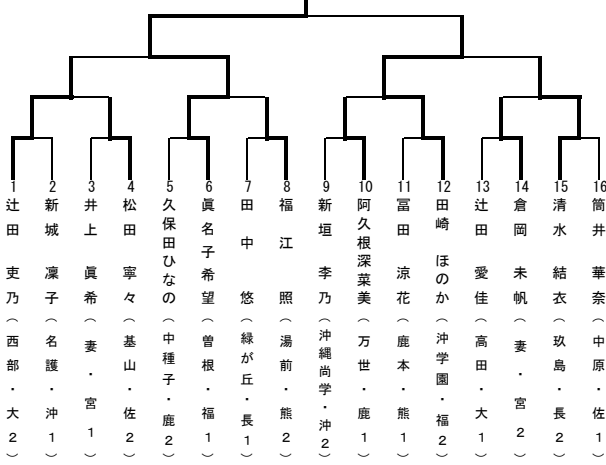 1 辻田 吏乃（西部・大2）
2 新城 凜子（名護・沖1）
3 井上 眞希（妻・宮1）
4 松田 寧々（基山・佐2）
5 久保田ひなの（中種子・鹿2）
6 眞名子希望（曽根・福1）
7 田中 悠（緑が丘・長1）
8 福江 照（湯前・熊2）
9 新垣 李乃（沖縄尚学・沖2）
10 阿久根深菜美（万世・鹿1）
11 冨田 涼花（鹿本・熊1）
12 田崎 ほのか（沖学園・福2）
13 辻田 愛佳（高田・大1）
14 倉岡 未帆（妻・宮2）
15 清水 結衣（玖島・長2）
16 筒井 華奈（中原・佐1）